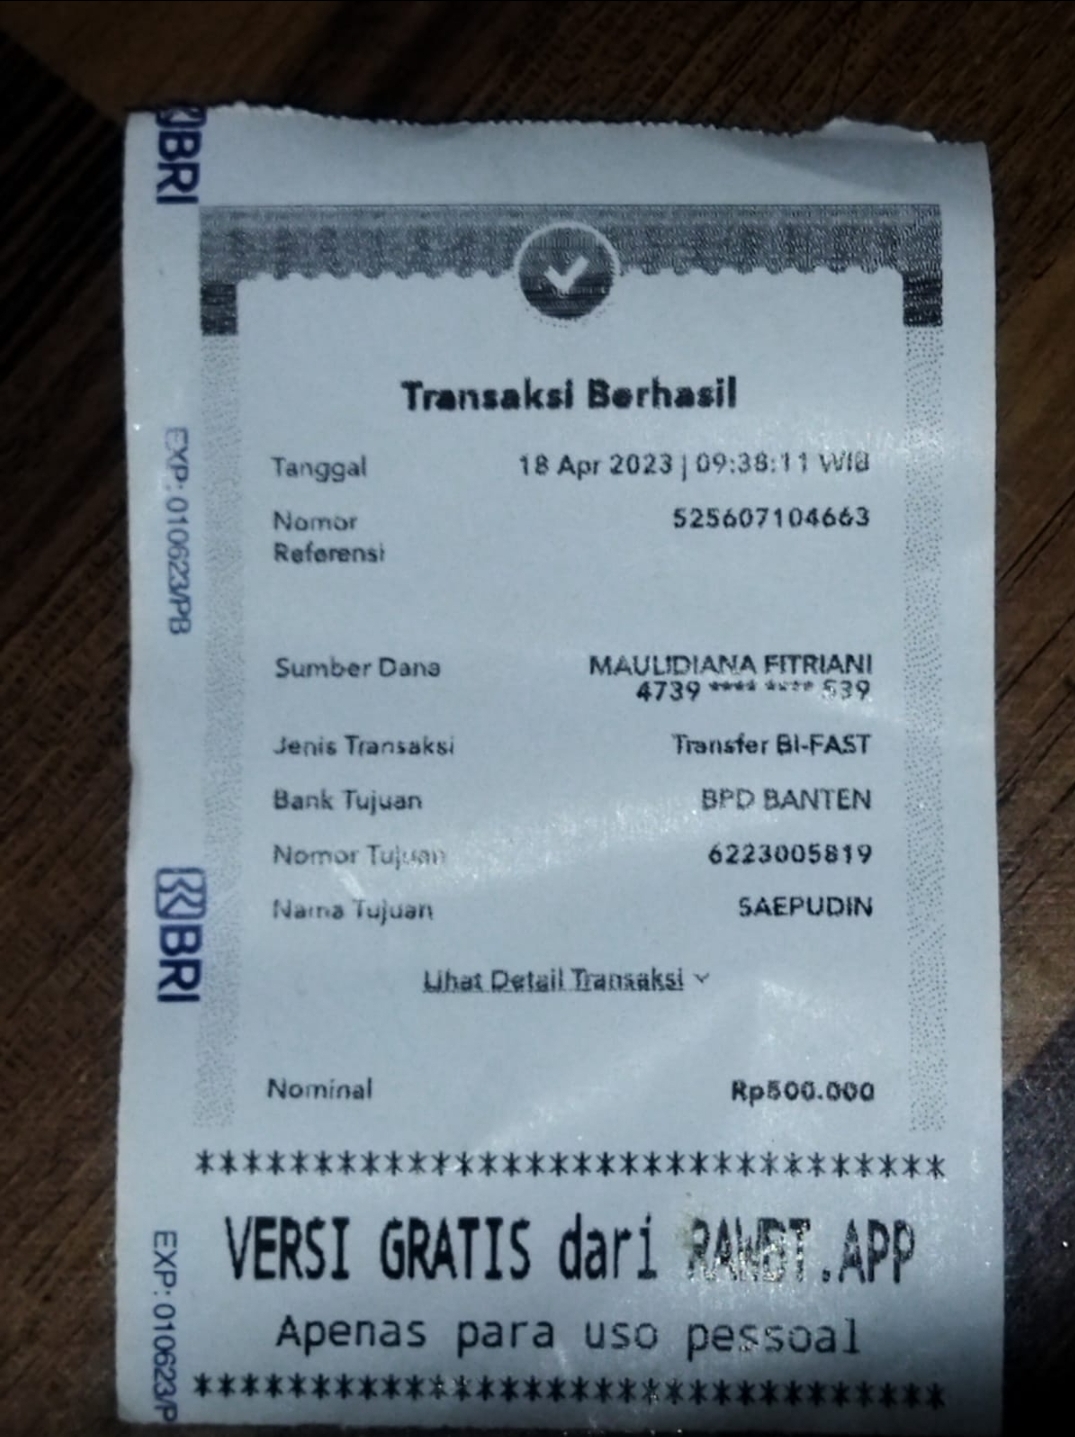 BRI
EXP: 010623/PB
BRI
EXP: 010623/P
Transaksi Berhasil
Tanggal 18 Apr 2023 | 09:38:11 WIB
Nomor Referensi 525607104663
Sumber Dana MAULIDIANA FITRIANI
4739 **** **** 539
Jenis Transaksi Transfer BI-FAST
Bank Tujuan BPD BANTEN
Nomor Tujuan 6223005819
Nama Tujuan SAEPUDIN
Lihat Detail Transaksi
Nominal Rp500.000
**********************************
VERSI GRATIS dari RAWBT.APP
Apenas para uso pessoal
**********************************